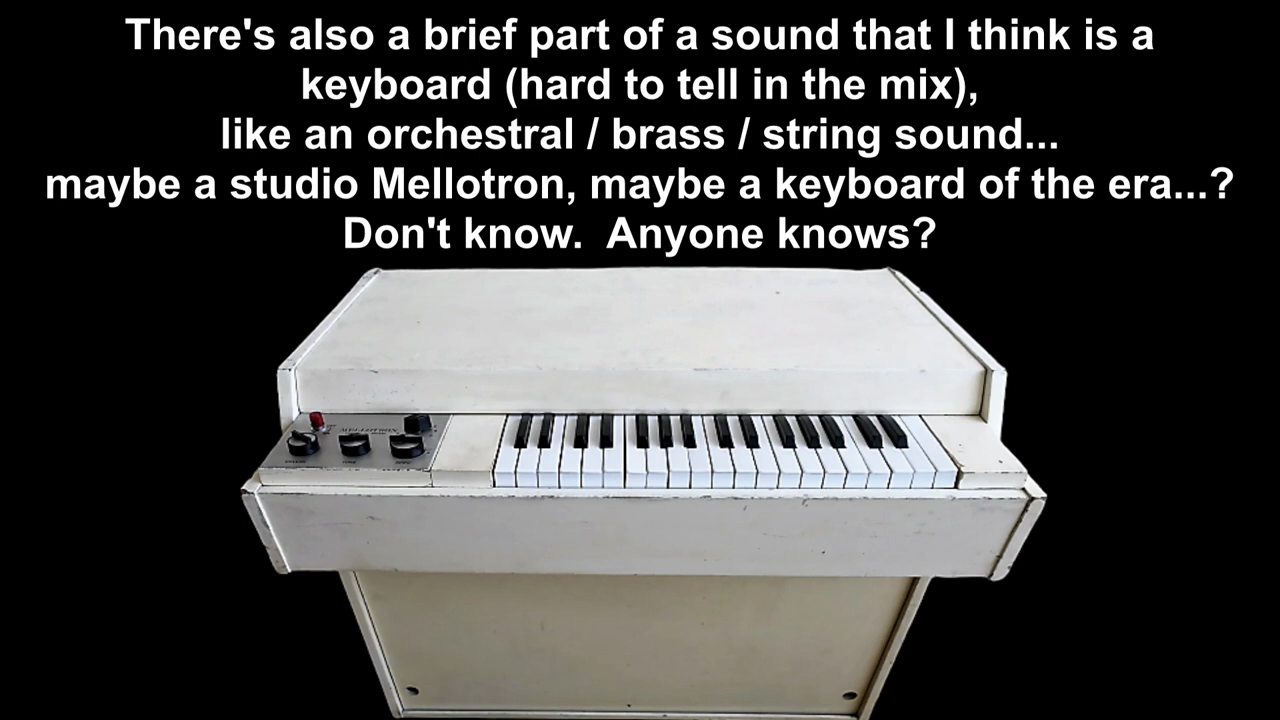 There's also a brief part of a sound that I think is a
keyboard (hard to tell in the mix),
like an orchestral / brass / string sound...
maybe a studio Mellotron, maybe a keyboard of the era...?
Don't know.  Anyone knows?
MELLOTRON